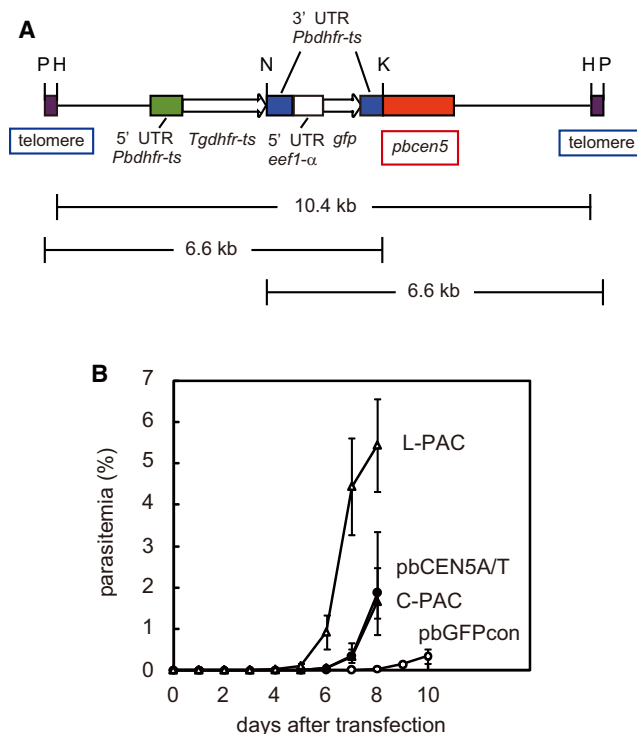 A
3' UTR
Pbdhfr-ts
P H N K H P
telomere
5' UTR
Pbdhfr-ts
Tgdhfr-ts
5' UTR
eef1-α
gfp
pbcen5
telomere
10.4 kb
6.6 kb
6.6 kb
B
7
6
5
4
3
2
1
0
parasitemia (%)
L-PAC
pbCEN5A/T
C-PAC
pbGFPcon
0 2 4 6 8 10
days after transfection